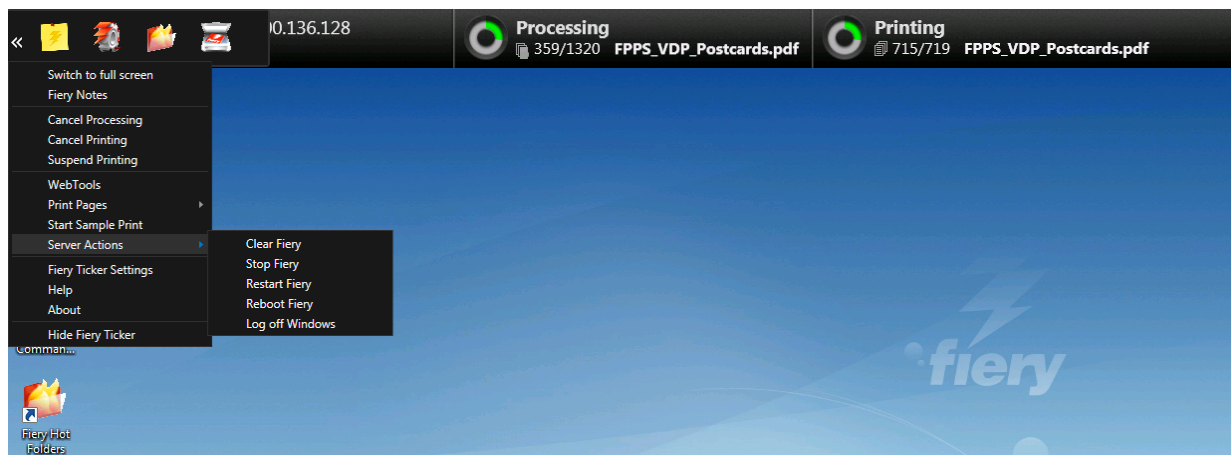 «
0.136.128
Processing
359/1320 FPPS_VDP_Postcards.pdf
Printing
715/719 FPPS_VDP_Postcards.pdf
Switch to full screen
Fiery Notes
Cancel Processing
Cancel Printing
Suspend Printing
WebTools
Print Pages
Start Sample Print
Server Actions
Fiery Ticker Settings
Help
About
Hide Fiery Ticker
Clear Fiery
Stop Fiery
Restart Fiery
Reboot Fiery
Log off Windows
Comman...
Fiery Hot
Folders
fiery